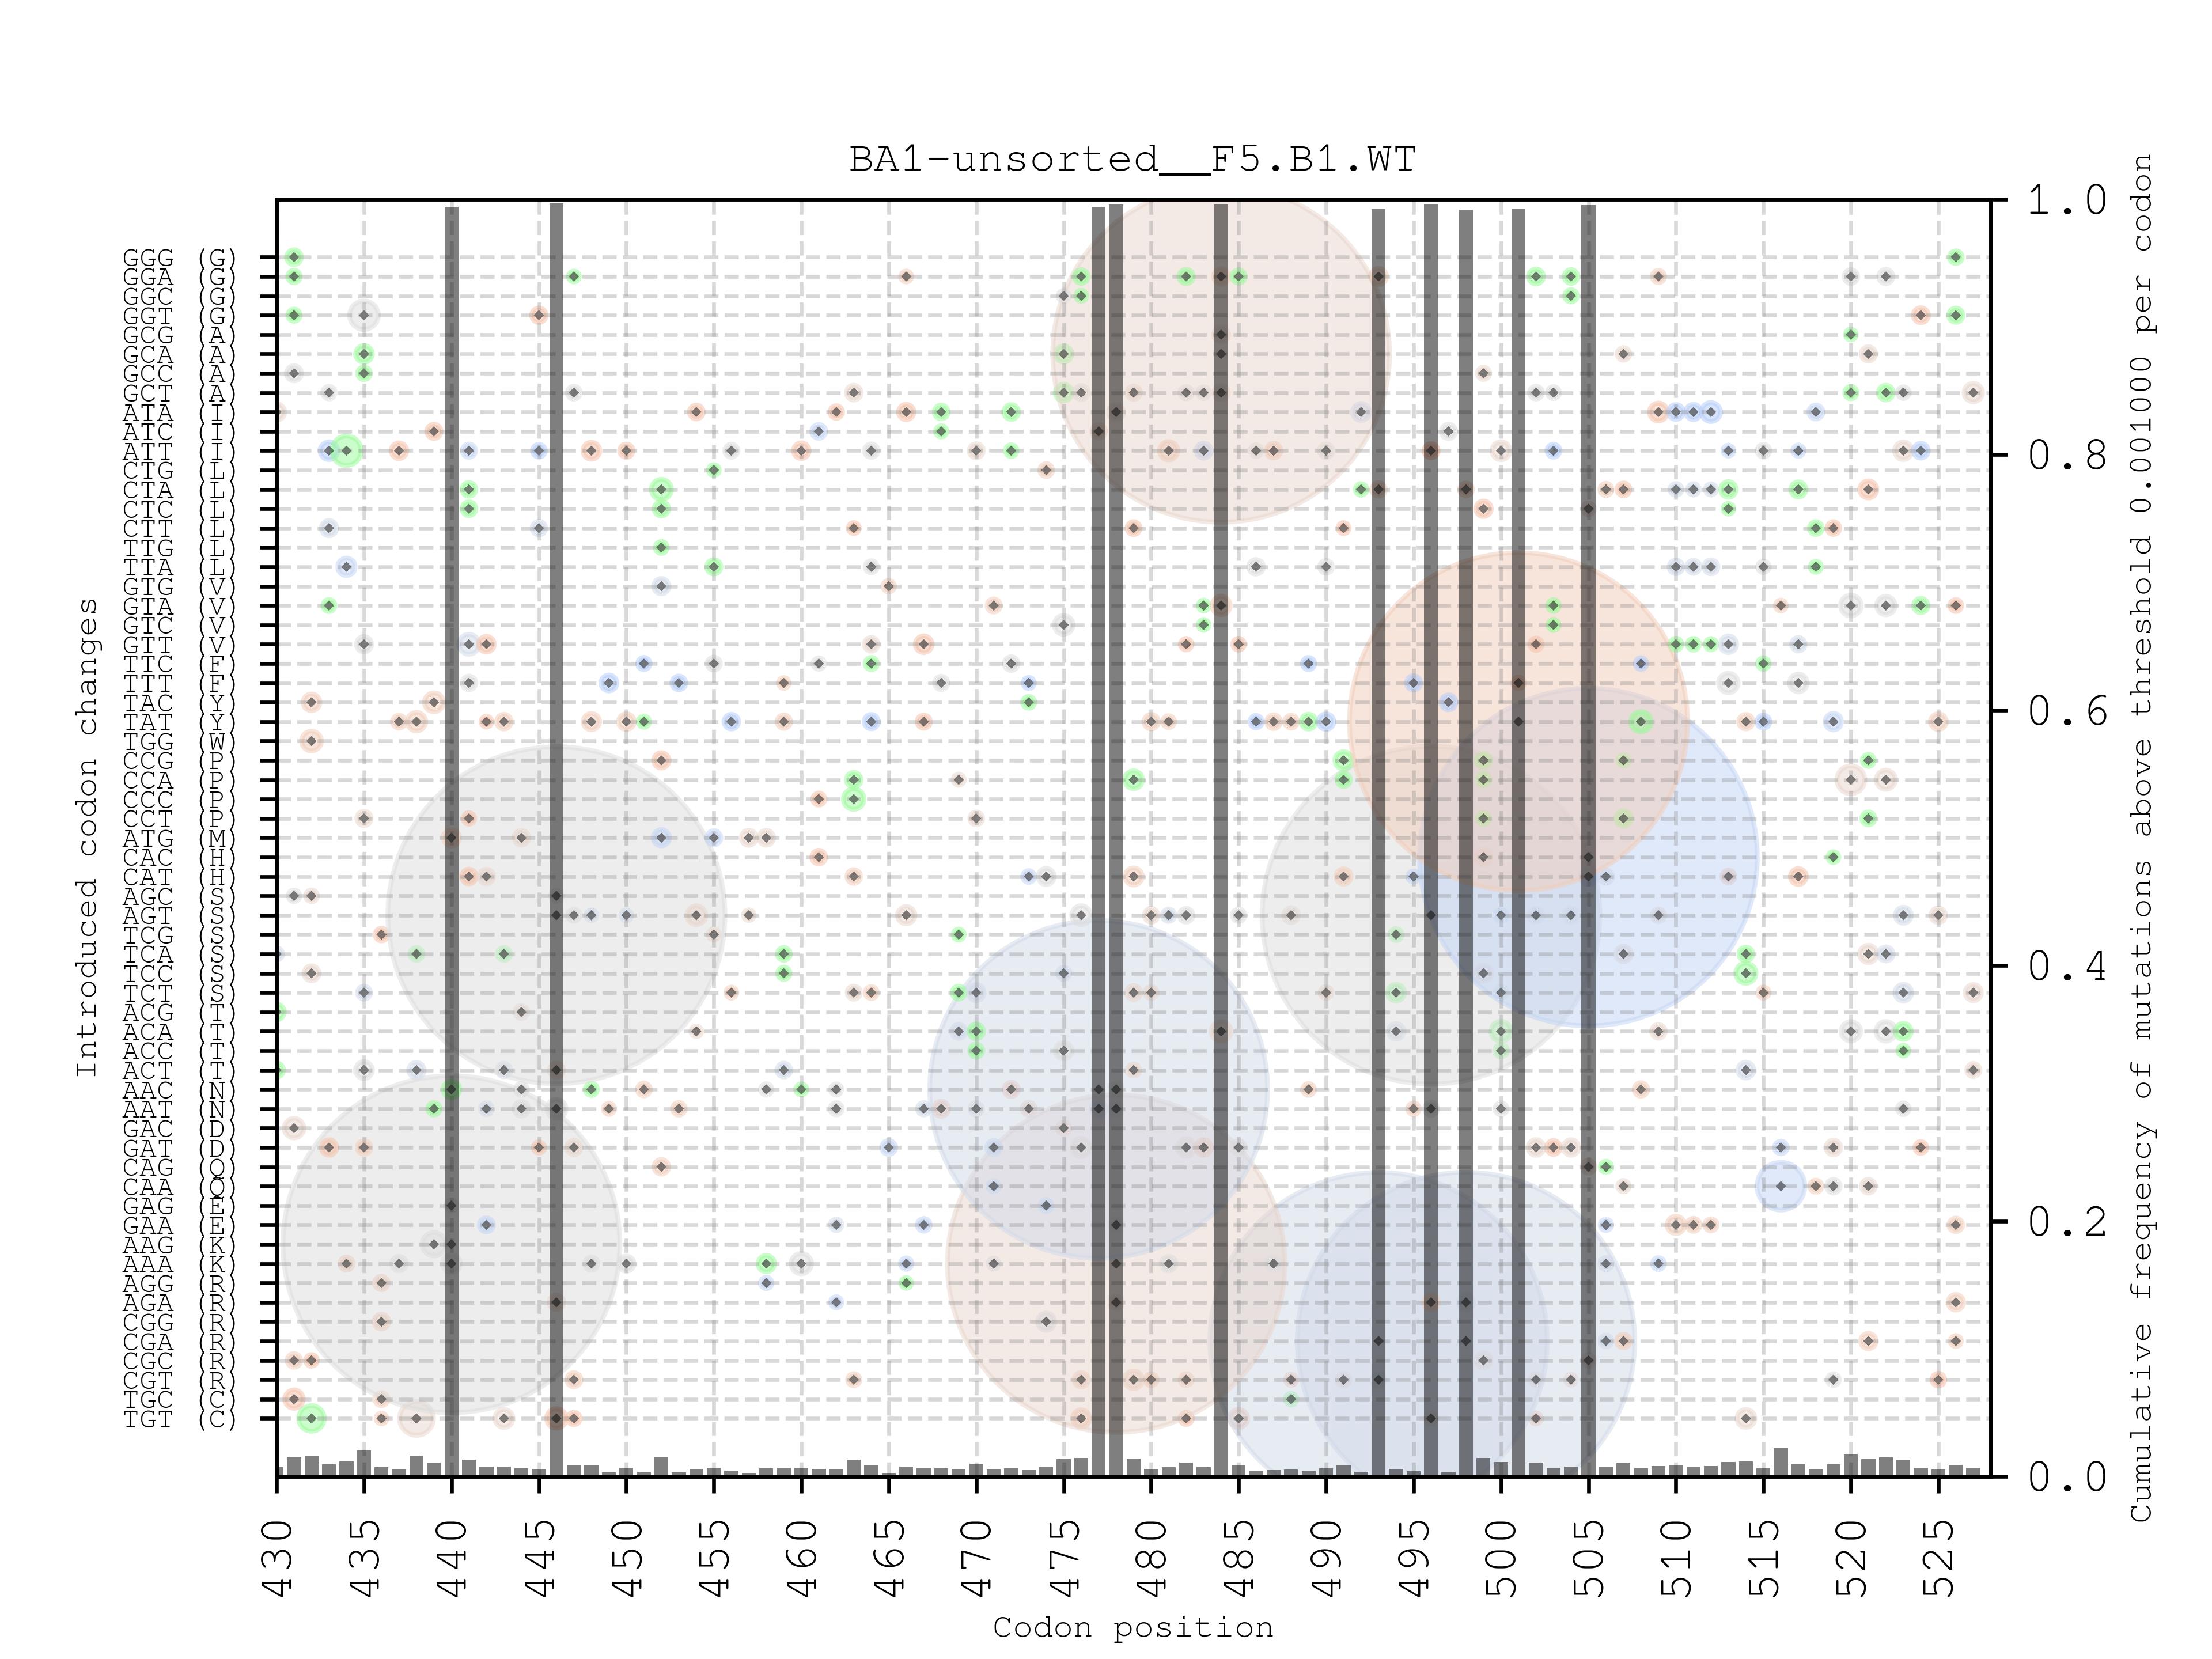 BA1-unsorted__F5.B1.WT
GGG (G)
GGA (G)
GGC (G)
GGT (G)
GCG (A)
GCA (A)
GCC (A)
GCT (A)
ATA (I)
ATC (I)
ATT (I)
CTG (L)
CTA (L)
CTC (L)
CTT (L)
TTG (L)
TTA (L)
GTG (V)
GTA (V)
GTC (V)
GTT (V)
TTC (F)
TTT (F)
TAC (Y)
TAT (Y)
TGG (W)
CCG (P)
CCA (P)
CCC (P)
CCT (P)
ATG (M)
CAC (H)
CAT (H)
AGC (S)
AGT (S)
TCG (S)
TCA (S)
TCC (S)
TCT (S)
ACG (T)
ACA (T)
ACC (T)
ACT (T)
AAC (N)
AAT (N)
GAC (D)
GAT (D)
CAG (Q)
CAA (Q)
GAG (E)
GAA (E)
AAG (K)
AAA (K)
AGG (R)
AGA (R)
CGG (R)
CGA (R)
CGC (R)
CGT (R)
TGC (C)
TGT (C)
Introduced codon changes
1.0
0.8
0.6
0.4
0.2
0.0
Cumulative frequency of mutations above threshold 0.001000 per codon
430 435 440 445 450 455 460 465 470 475 480 485 490 495 500 505 510 515 520 525
Codon position